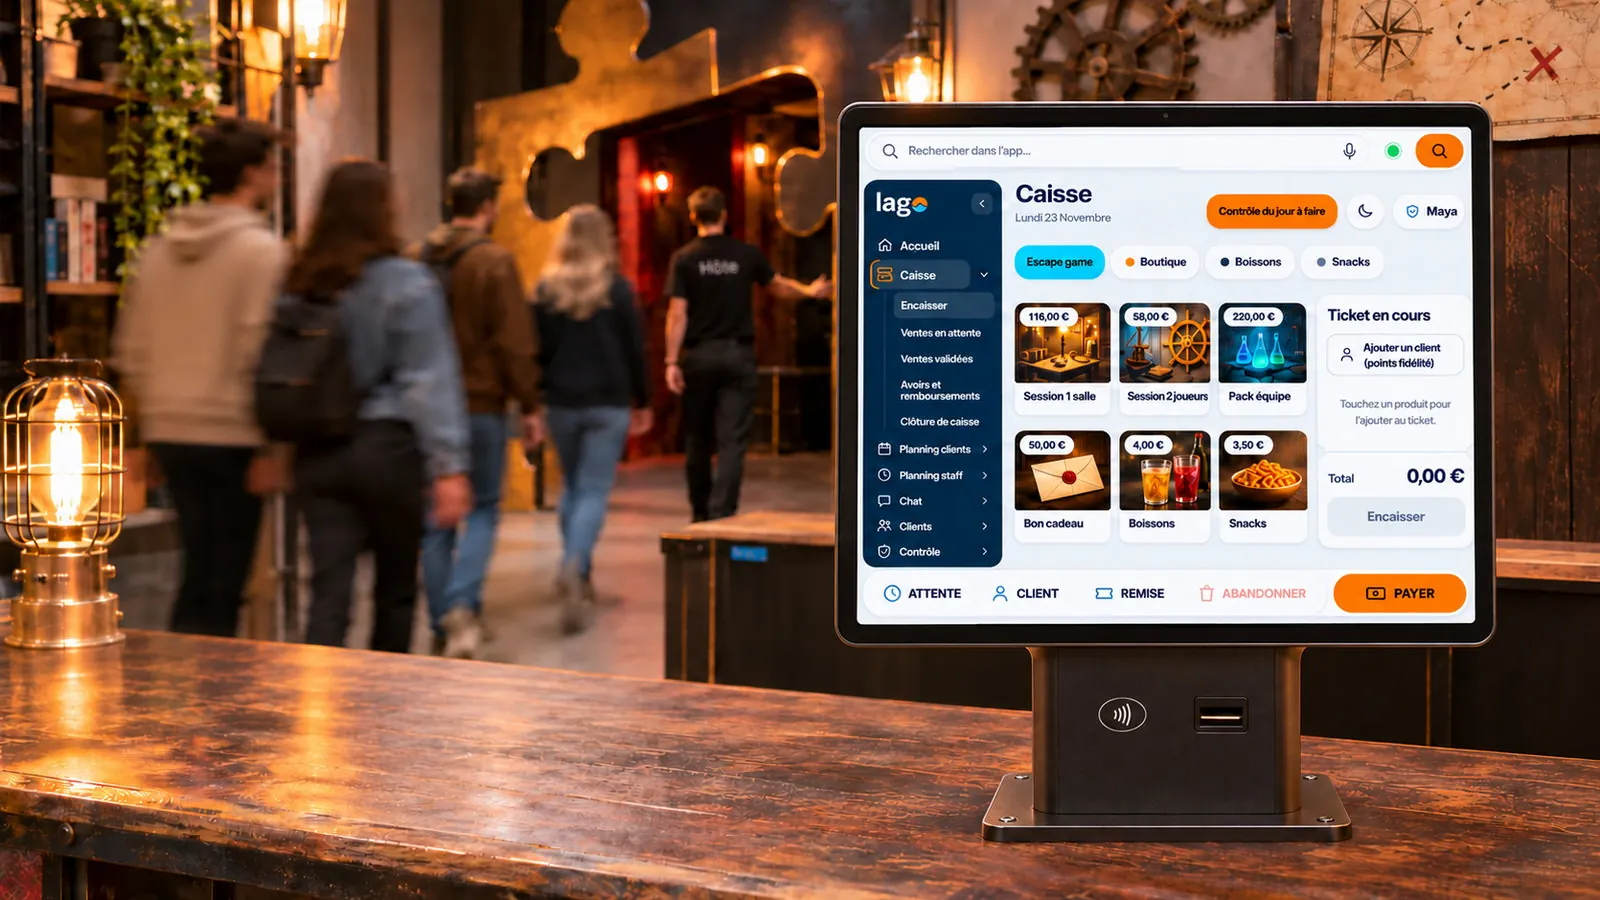 Rechercher dans l'app...
lago
Accueil
Caisse
Encaisser
Ventes en attente
Ventes validées
Avoirs et
remboursements
Clôture de caisse
Planning clients
Planning staff
Chat
Clients
Contrôle
Caisse
Lundi 23 Novembre
Contrôle du jour à faire
Maya
Escape game
Boutique
Boissons
Snacks
116,00 €
Session 1 salle
58,00 €
Session 2 joueurs
220,00 €
Pack équipe
50,00 €
Bon cadeau
4,00 €
Boissons
3,50 €
Snacks
Ticket en cours
Ajouter un client
(points fidélité)
Touchez un produit pour
l'ajouter au ticket.
Total
0,00 €
Encaisser
ATTENTE
CLIENT
REMISE
ABANDONNER
PAYER
Hôte